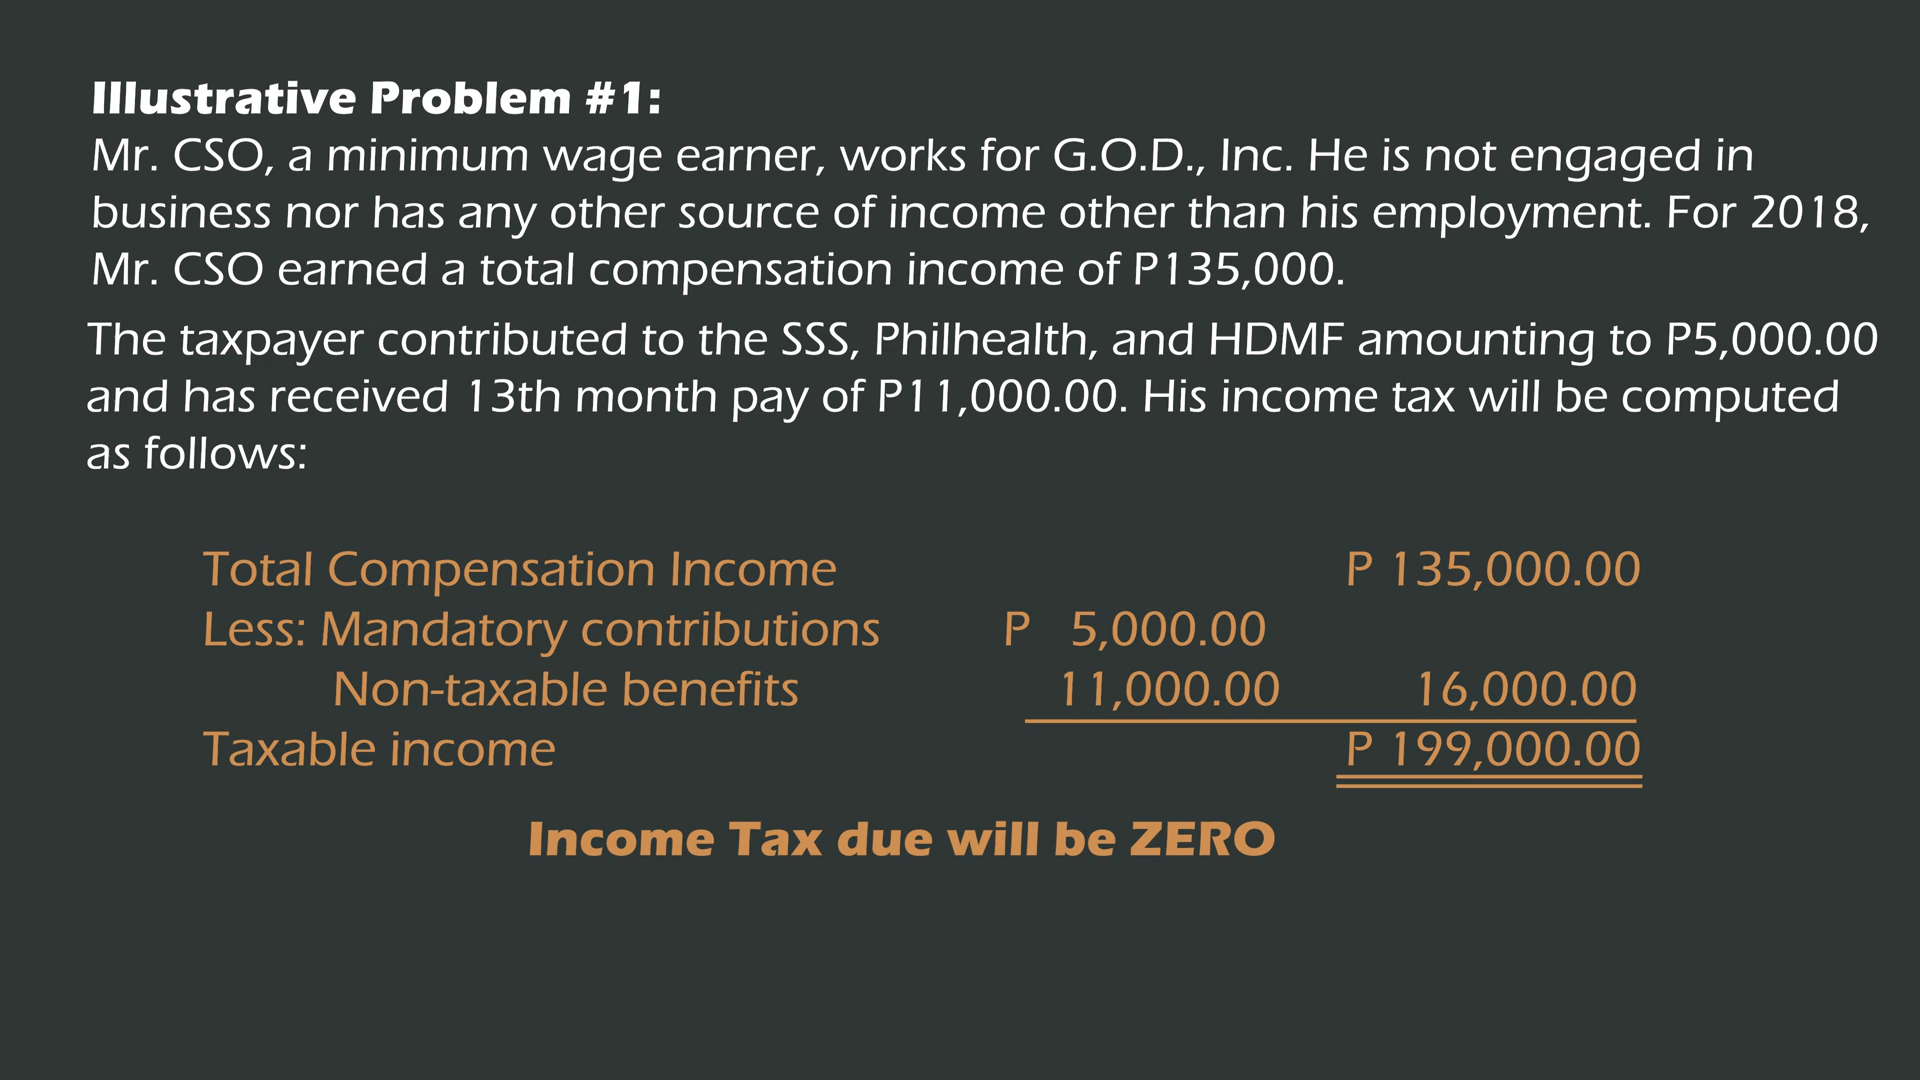 Illustrative Problem #1:
Mr. CSO, a minimum wage earner, works for G.O.D., Inc. He is not engaged in
business nor has any other source of income other than his employment. For 2018,
Mr. CSO earned a total compensation income of P135,000.
The taxpayer contributed to the SSS, Philhealth, and HDMF amounting to P5,000.00
and has received 13th month pay of P11,000.00. His income tax will be computed
as follows:
Total Compensation Income P 135,000.00
Less: Mandatory contributions P 5,000.00
Non-taxable benefits 11,000.00 16,000.00
Taxable income P 199,000.00
Income Tax due will be ZERO